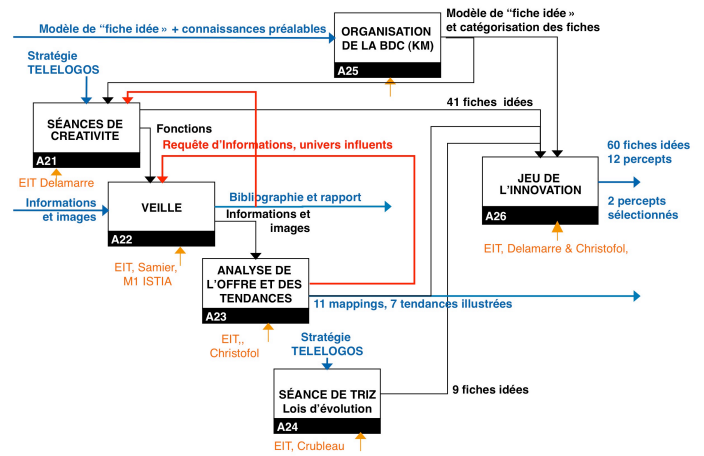 Modèle de “fiche idée » + connaissances préalables
ORGANISATION
DE LA BDC (KM)
A25
Modèle de “fiche idée »
et catégorisation des fiches
Stratégie
TELELOGOS
SÉANCES DE
CREATIVITE
A21
EIT Delamarre
41 fiches idées
Fonctions
Requête d’Informations, univers influents
60 fiches idées
12 percepts
JEU DE
L’INNOVATION
A26
2 percepts
sélectionnés
EIT, Delamarre & Christofol,
Informations
et images
VEILLE
A22
Bibliographie et rapport
Informations et
images
EIT, Samier,
M1 ISTIA
ANALYSE DE
L’OFFRE ET DES
TENDANCES
A23
11 mappings, 7 tendances illustrées
EIT,,
Christofol
Stratégie
TELELOGOS
SÉANCE DE TRIZ
Lois d’évolution
A24
9 fiches idées
EIT, Crubleau